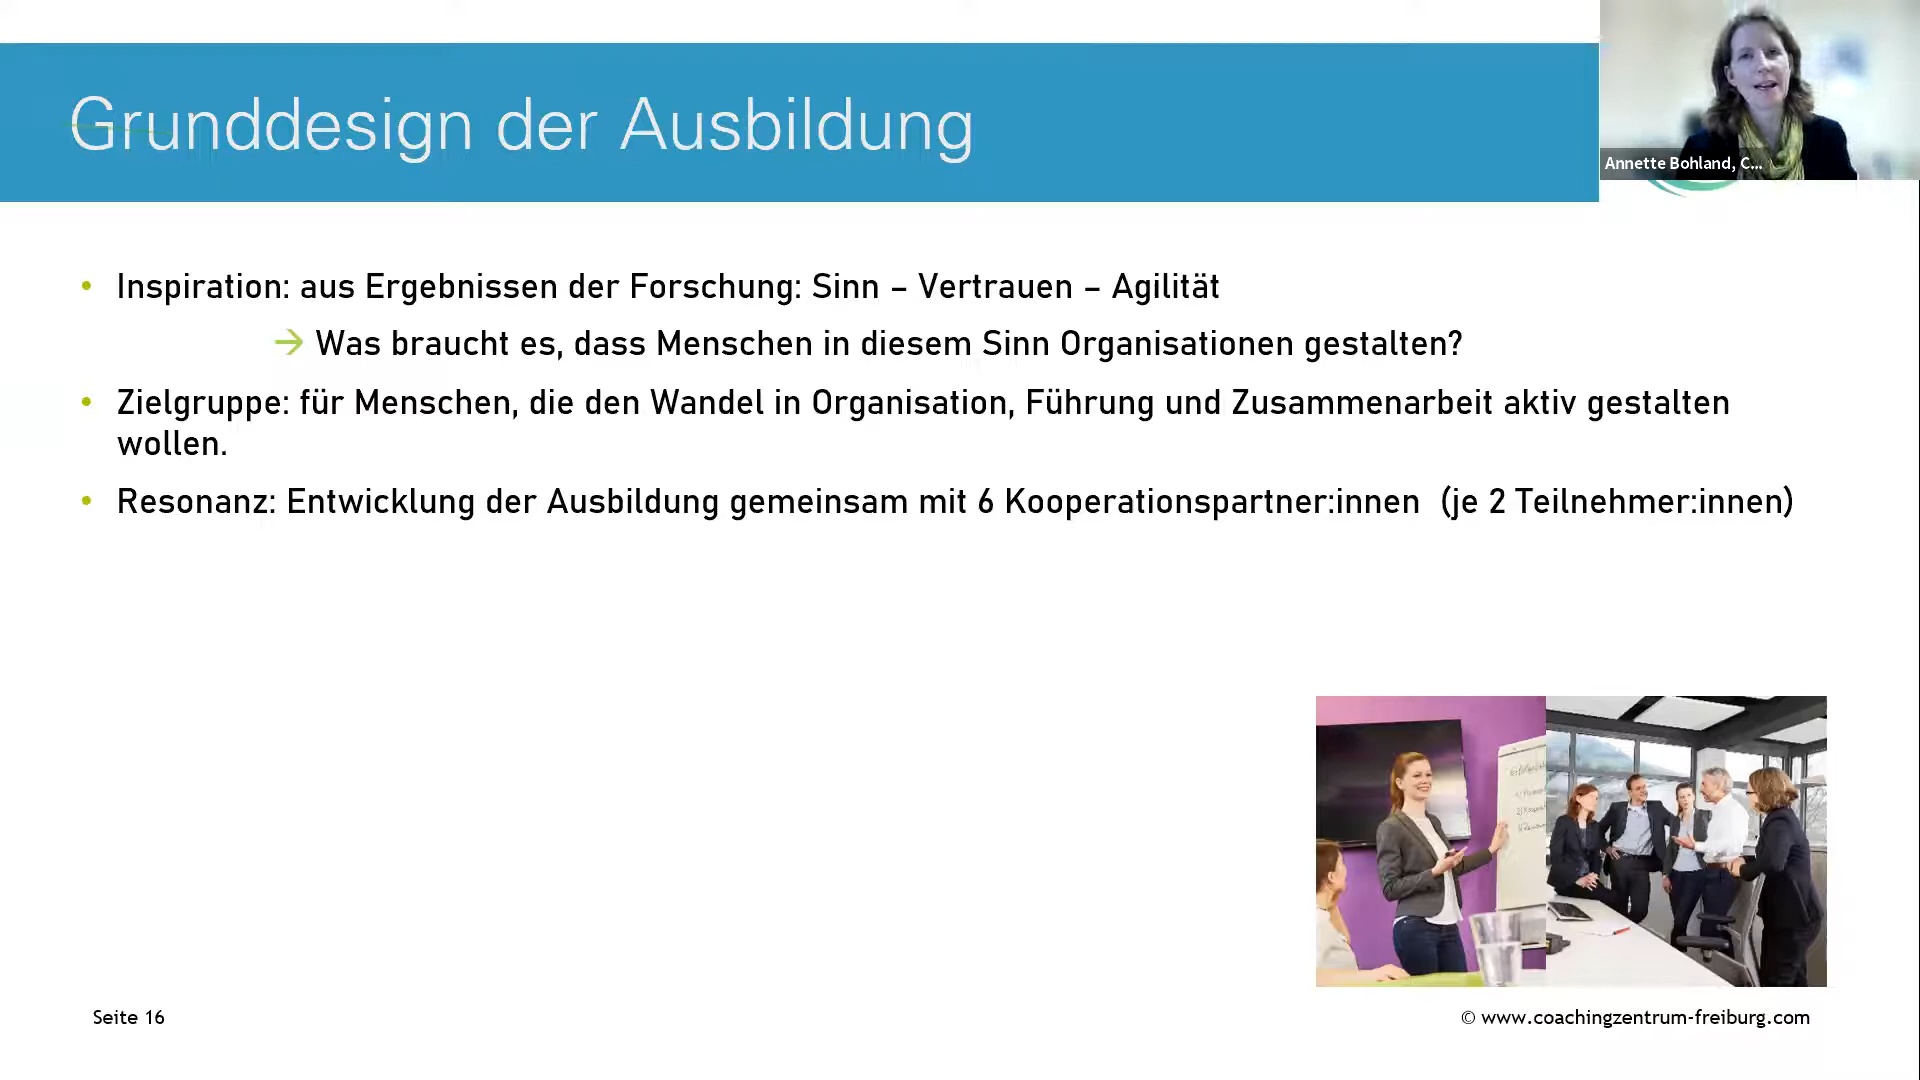 Grunddesign der Ausbildung
Annette Bohland, C...
• Inspiration: aus Ergebnissen der Forschung: Sinn – Vertrauen – Agilität
→ Was braucht es, dass Menschen in diesem Sinn Organisationen gestalten?
• Zielgruppe: für Menschen, die den Wandel in Organisation, Führung und Zusammenarbeit aktiv gestalten
wollen.
• Resonanz: Entwicklung der Ausbildung gemeinsam mit 6 Kooperationspartner:innen (je 2 Teilnehmer:innen)
Seite 16
© www.coachingzentrum-freiburg.com